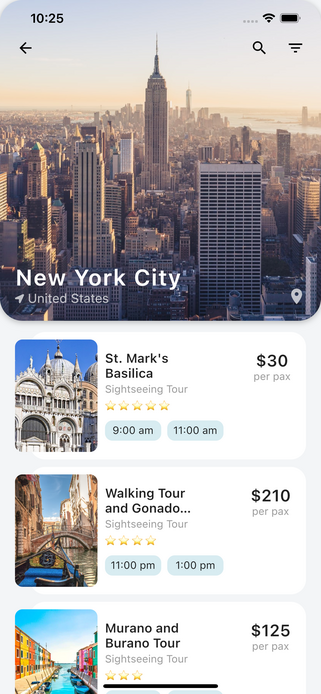 10:25
New York City
United States
St. Mark's
Basilica
$30
per pax
Sightseeing Tour
9:00 am
11:00 am
Walking Tour
and Gonado...
$210
per pax
Sightseeing Tour
11:00 pm
1:00 pm
Murano and
Burano Tour
$125
per pax
Sightseeing Tour